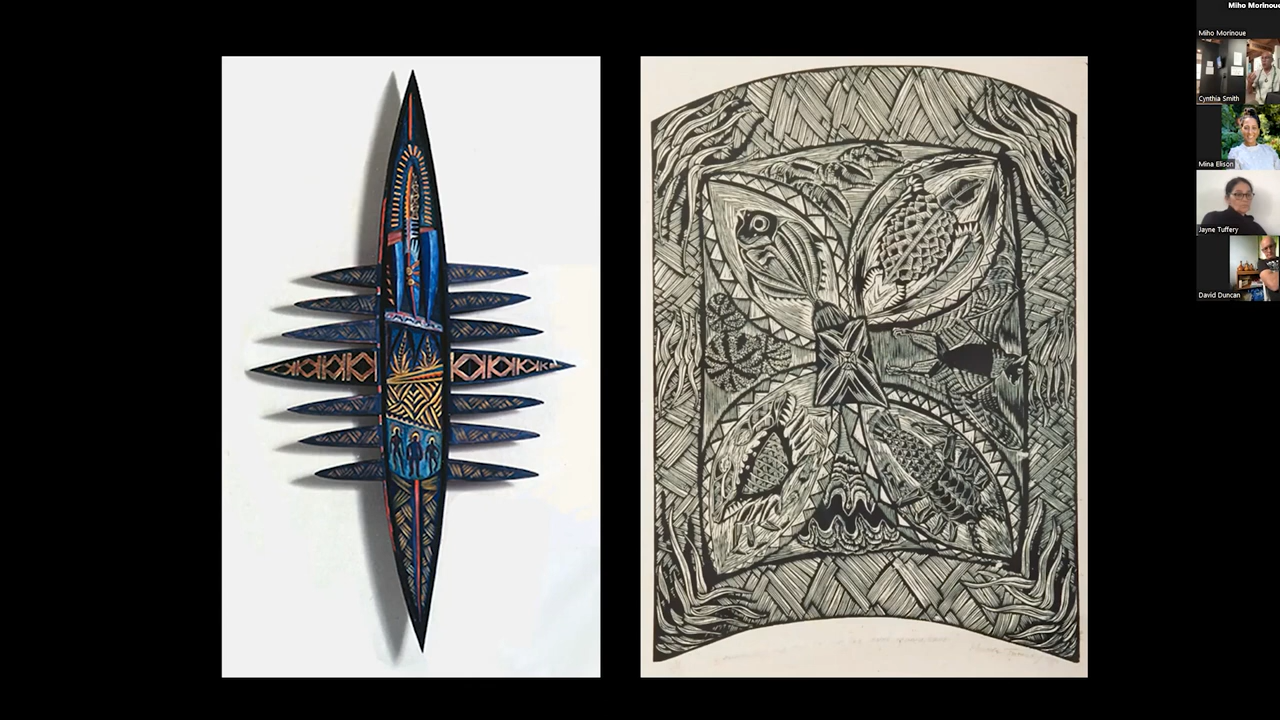 Miho Morinoue
Miho Morinoue
Cynthia Smith
Mina Elison
Jayne Tuffery
David Duncan